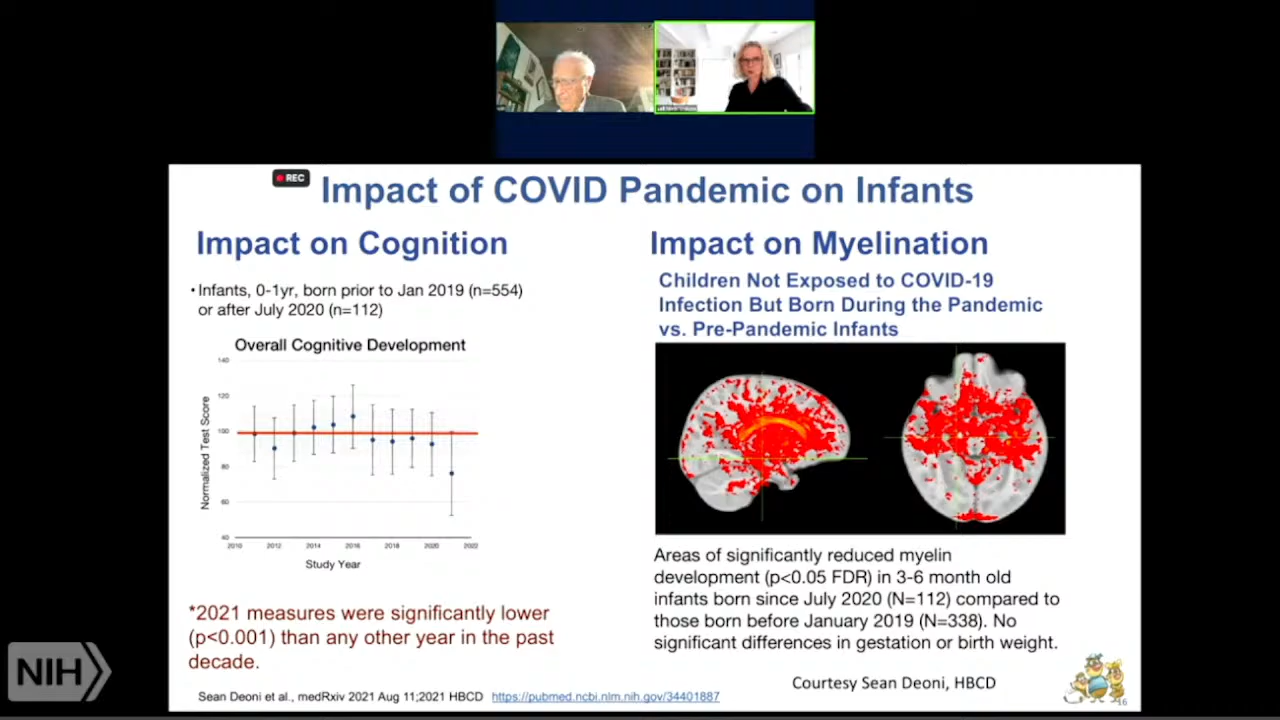 REC
Impact of COVID Pandemic on Infants
Impact on Cognition
• Infants, 0-1yr, born prior to Jan 2019 (n=554)
or after July 2020 (n=112)
Overall Cognitive Development
140
120
100
80
60
40
Normalized Test Score
2010 2012 2014 2016 2018 2020 2022
Study Year
*2021 measures were significantly lower
(p<0.001) than any other year in the past
decade.
Impact on Myelination
Children Not Exposed to COVID-19
Infection But Born During the Pandemic
vs. Pre-Pandemic Infants
Areas of significantly reduced myelin
development (p<0.05 FDR) in 3-6 month old
infants born since July 2020 (N=112) compared to
those born before January 2019 (N=338). No
significant differences in gestation or birth weight.
Courtesy Sean Deoni, HBCD
Sean Deoni et al., medRxiv 2021 Aug 11;2021 HBCD https://pubmed.ncbi.nlm.nih.gov/34401887
16
NIH